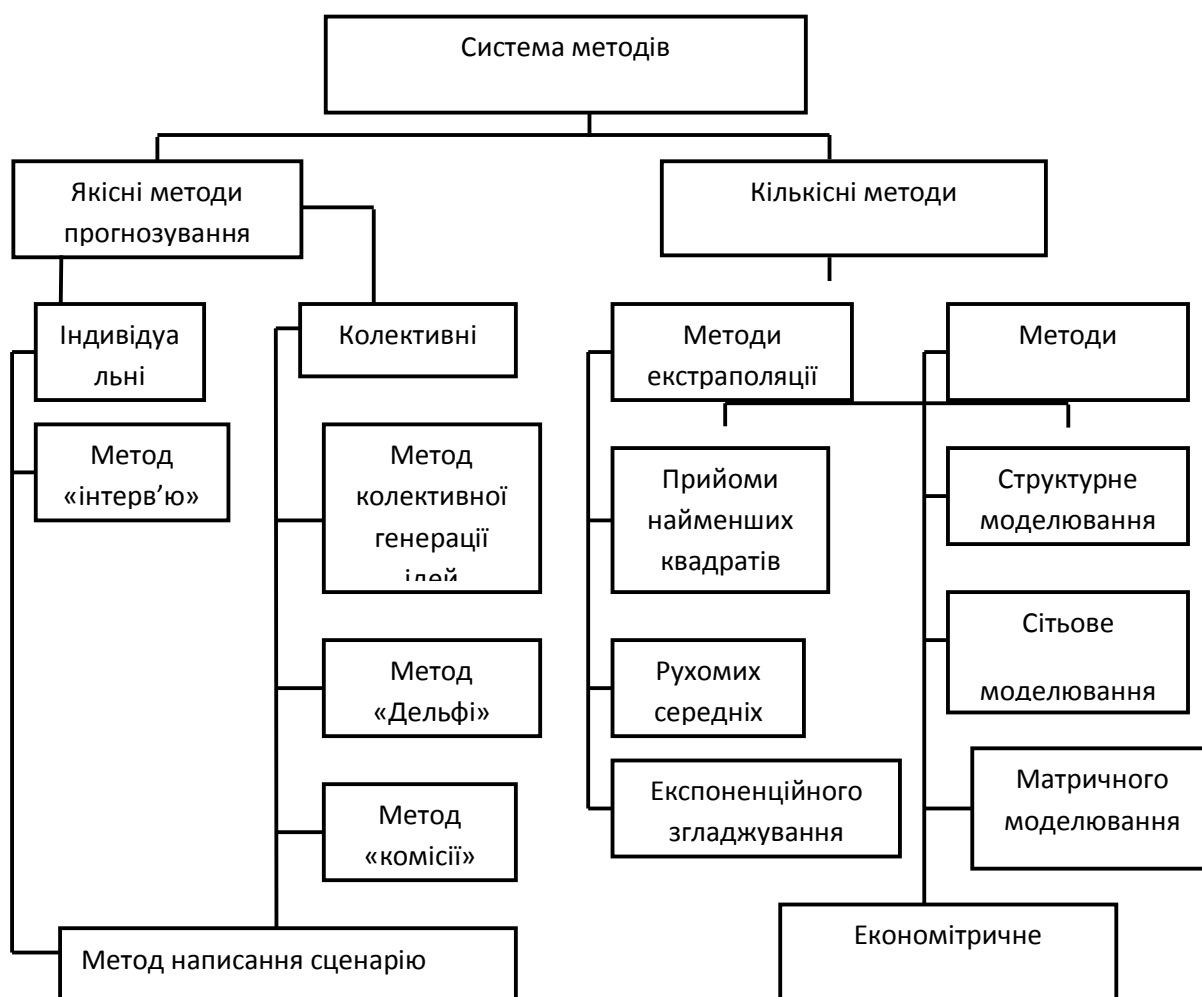 Система методів
Якісні методи
прогнозування
Кількісні методи
Індивідуа
льні
Колективні
Методи
екстраполяції
Методи
Метод
«інтерв’ю»
Метод
колективної
генерації
ідей
Прийоми
найменших
квадратів
Структурне
моделювання
Метод
«Дельфі»
Рухомих
середніх
Сітьове
моделювання
Метод
«комісії»
Експоненційного
згладжування
Матричного
моделювання
Метод написання сценарію
Економітричне